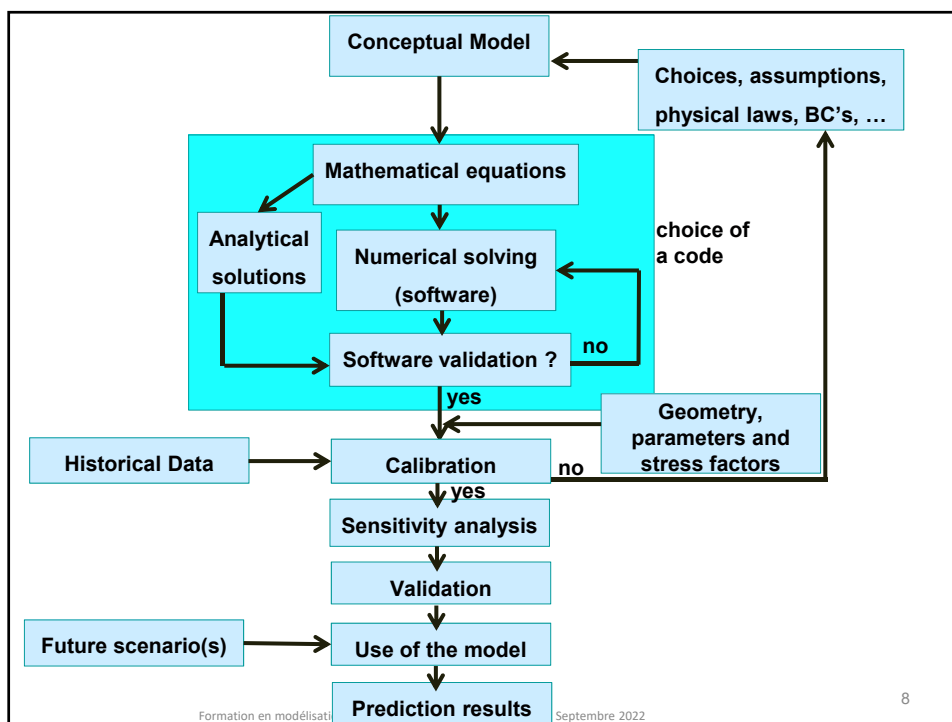 Conceptual Model
Choices, assumptions,
physical laws, BC's, ...
Mathematical equations
Analytical
solutions
Numerical solving
(software)
choice of
a code
Software validation ?
no
yes
Geometry,
parameters and
stress factors
Historical Data
Calibration
no
yes
Sensitivity analysis
Validation
Future scenario(s)
Use of the model
Prediction results
Formation en modélisati
Septembre 2022
8